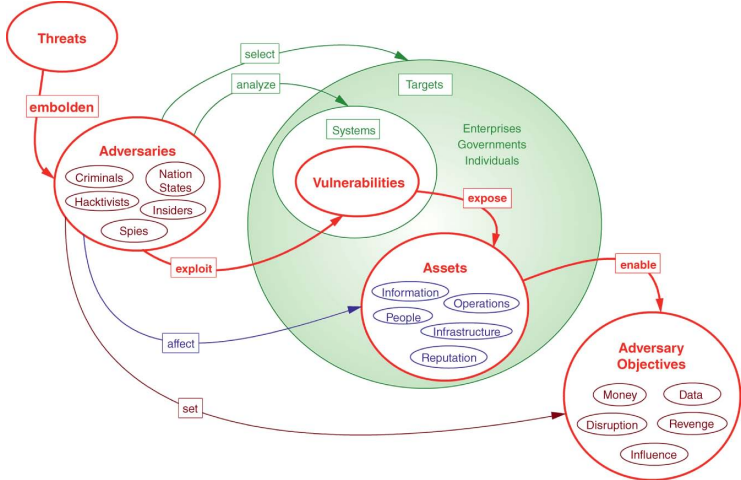 Threats
embolden
Adversaries
Criminals
Nation
States
Hacktivists
Insiders
Spies
select
analyze
Targets
Systems
Enterprises
Governments
Individuals
Vulnerabilities
exploit
expose
Assets
Information
Operations
People
Infrastructure
Reputation
affect
enable
set
Adversary
Objectives
Money
Data
Disruption
Revenge
Influence